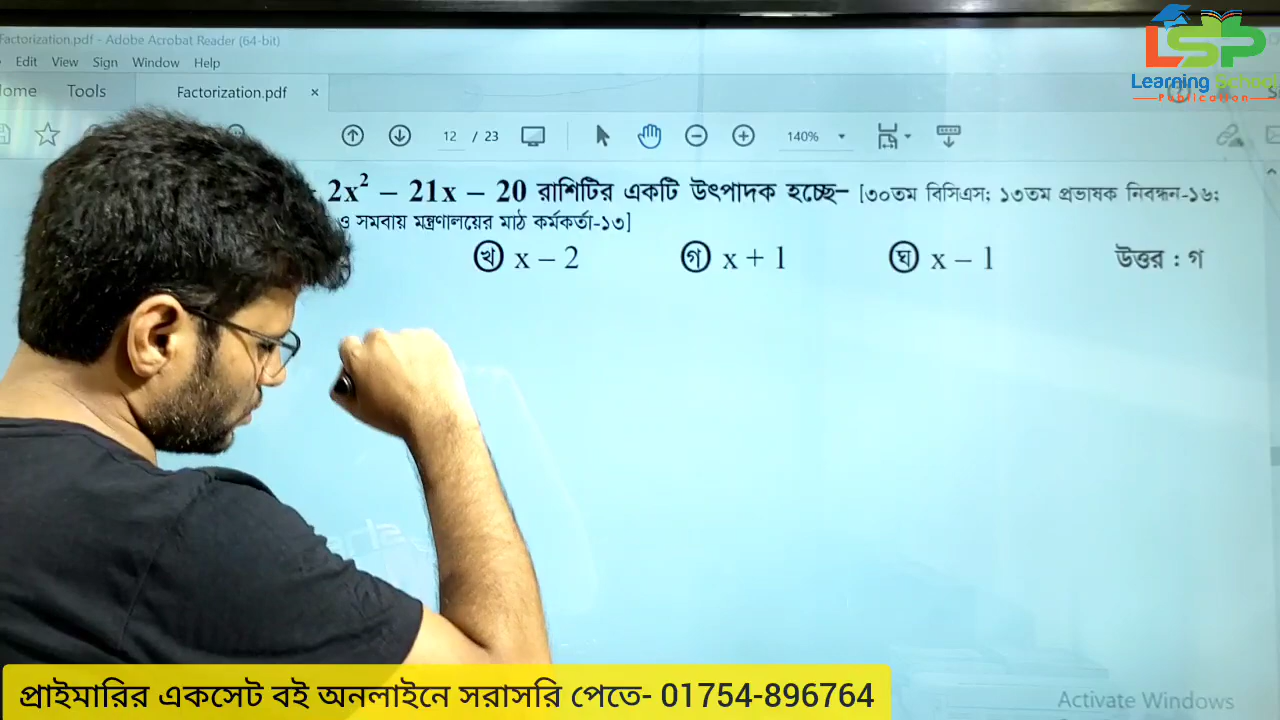 Factorization.pdf - Adobe Acrobat Reader (64-bit)
Edit View Sign Window Help
Tools Factorization.pdf ×
12 / 23 140%
2x² – 21x – 20 রাশিটির একটি উৎপাদক হচ্ছে– [৩০তম বিসিএস; ১৩তম প্রভাষক নিবন্ধন-১৬;
ও সমবায় মন্ত্রণালয়ের মাঠ কর্মকর্তা-১৩]
খ x – 2 গ x + 1 ঘ x – 1 উত্তর : গ
LSP
Learning School
Publication
Activate Windows
প্রাইমারির একসেট বই অনলাইনে সরাসরি পেতে- 01754-896764